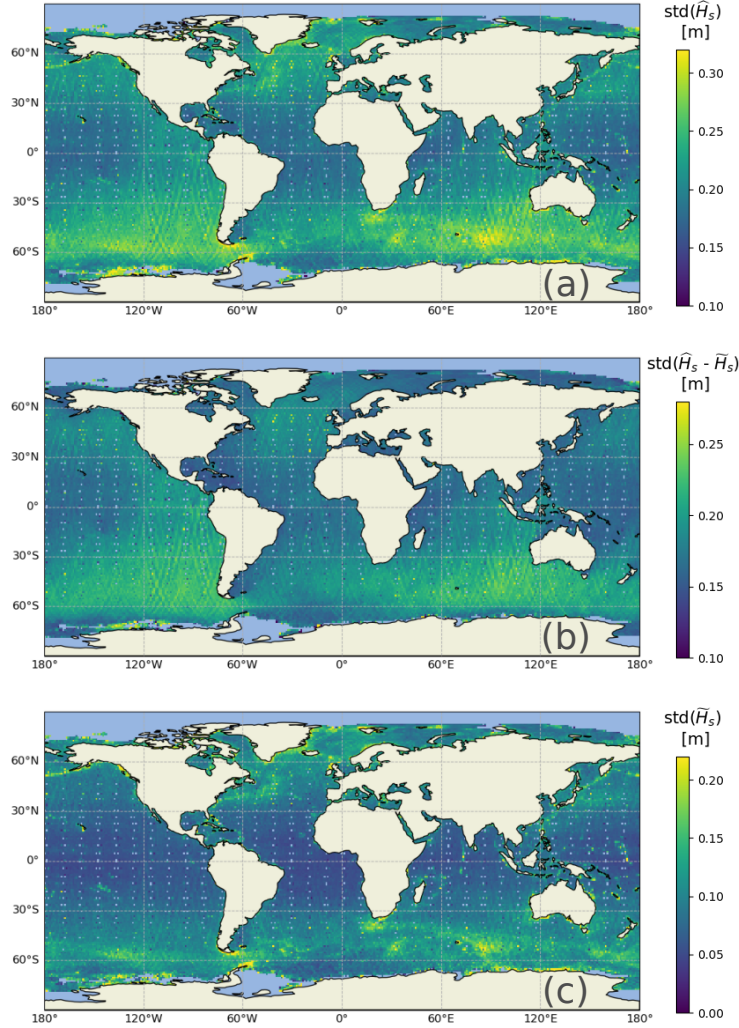 std(Ĥₛ)
[m]
60°N
30°N
0°
30°S
60°S
180°
120°W
60°W
0°
60°E
120°E
180°
(a)
0.30
0.25
0.20
0.15
0.10
std(Ĥₛ - H̃ₛ)
[m]
60°N
30°N
0°
30°S
60°S
180°
120°W
60°W
0°
60°E
120°E
180°
(b)
0.25
0.20
0.15
0.10
std(H̃ₛ)
[m]
60°N
30°N
0°
30°S
60°S
180°
120°W
60°W
0°
60°E
120°E
180°
(c)
0.20
0.15
0.10
0.05
0.00